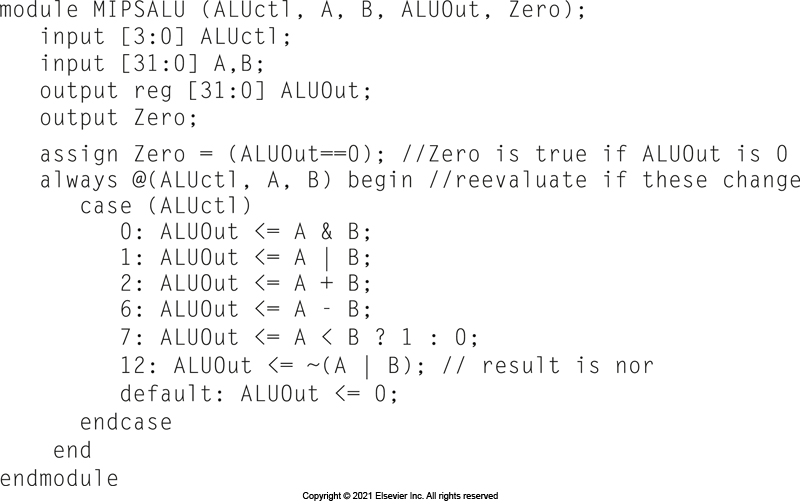 module MIPSALU (ALUctl, A, B, ALUOut, Zero);
input [3:0] ALUctl;
input [31:0] A,B;
output reg [31:0] ALUOut;
output Zero;
assign Zero = (ALUOut==0); //Zero is true if ALUOut is 0
always @(ALUctl, A, B) begin //reevaluate if these change
case (ALUctl)
0: ALUOut <= A & B;
1: ALUOut <= A | B;
2: ALUOut <= A + B;
6: ALUOut <= A - B;
7: ALUOut <= A < B ? 1 : 0;
12: ALUOut <= ~(A | B); // result is nor
default: ALUOut <= 0;
endcase
end
endmodule
Copyright © 2021 Elsevier Inc. All rights reserved